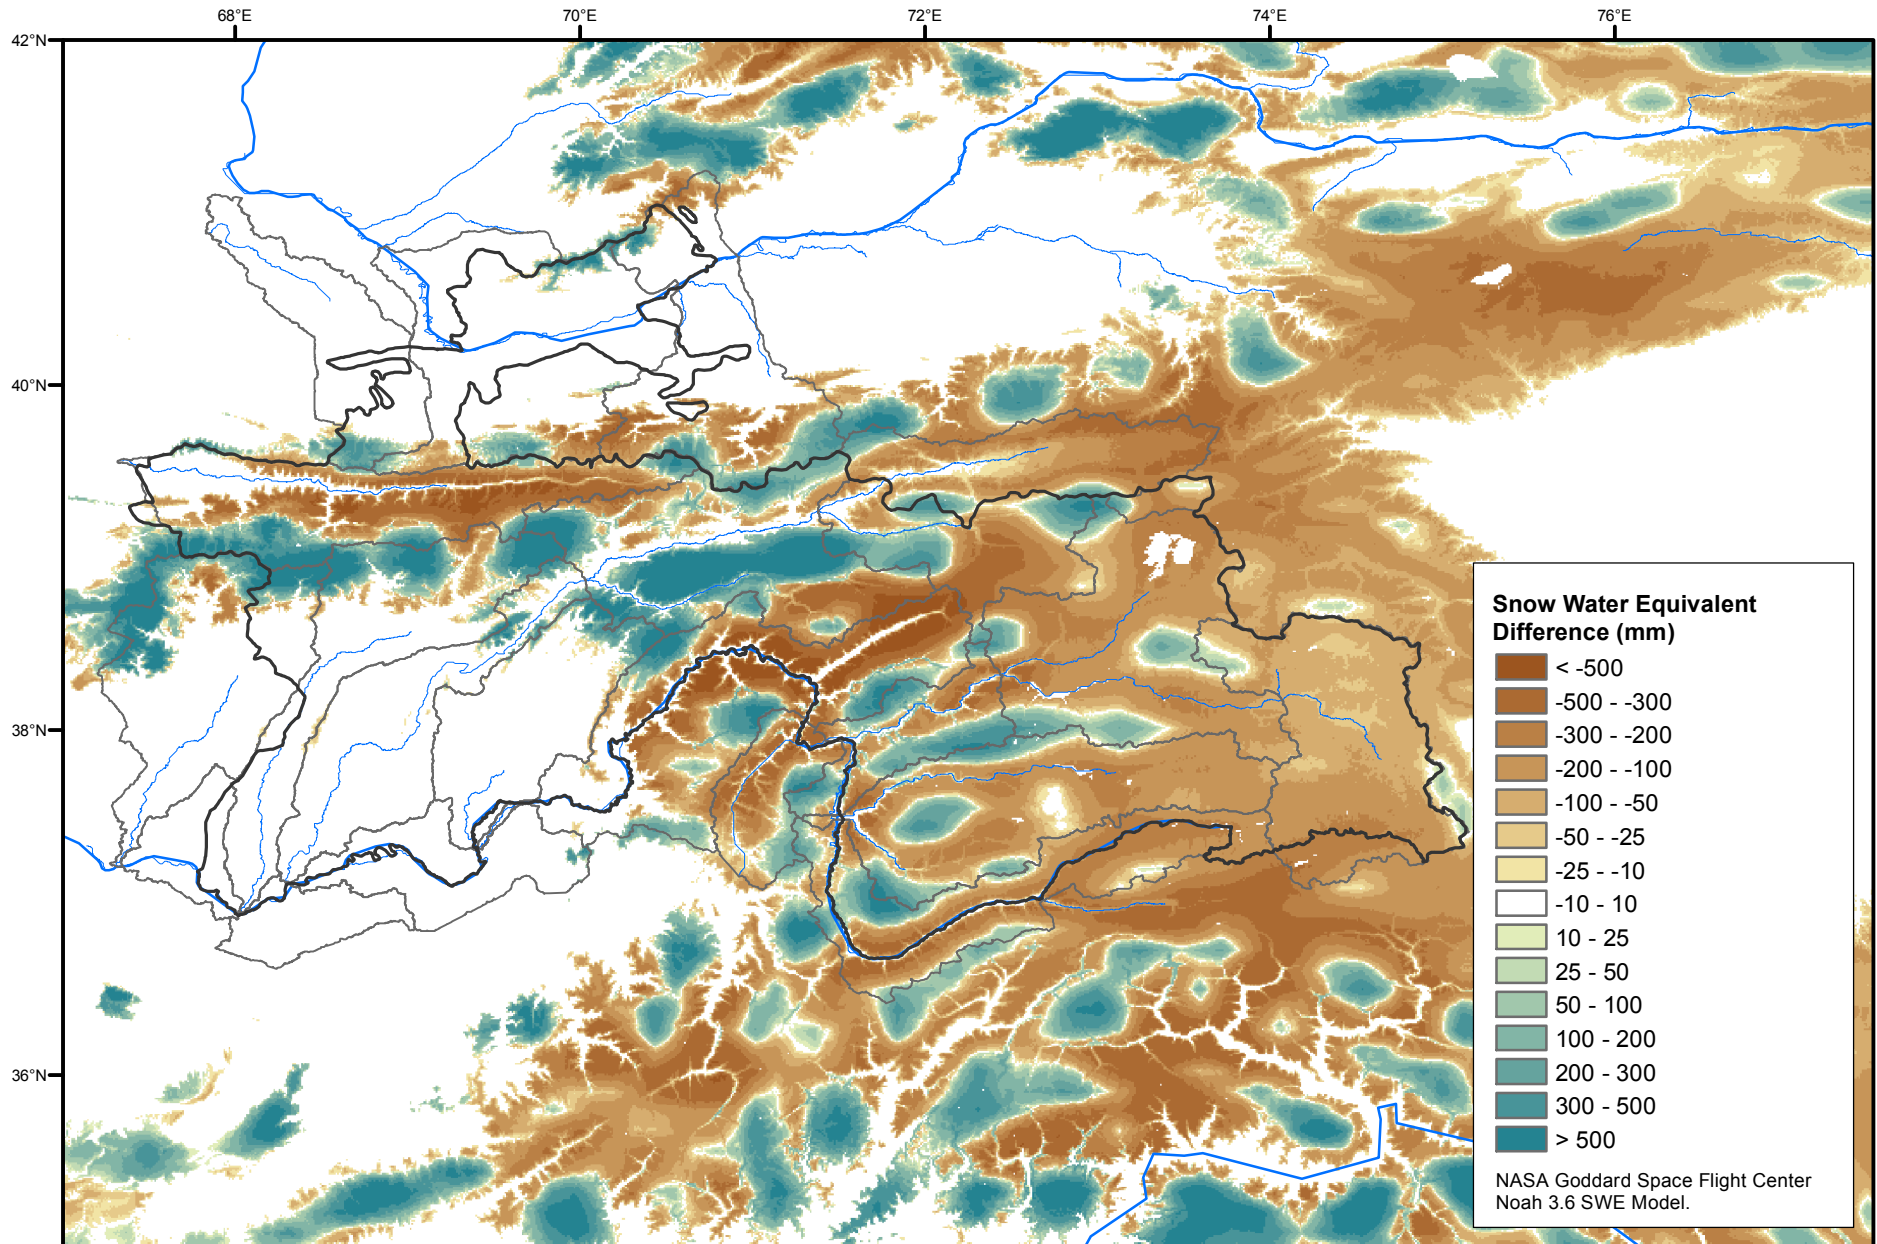 68°E
70°E
72°E
74°E
76°E
42°N
40°N
38°N
36°N
Snow Water Equivalent
Difference (mm)
< -500
-500 - -300
-300 - -200
-200 - -100
-100 - -50
-50 - -25
-25 - -10
-10 - 10
10 - 25
25 - 50
50 - 100
100 - 200
200 - 300
300 - 500
> 500
NASA Goddard Space Flight Center
Noah 3.6 SWE Model.